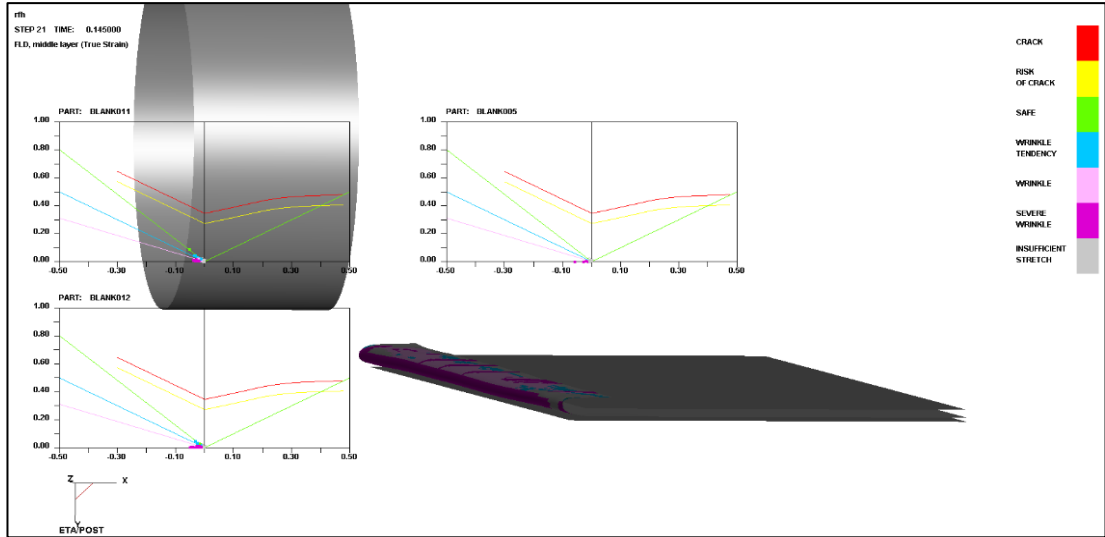 rfh
STEP 21 TIME: 0.145000
FLD, middle layer (True Strain)
CRACK
RISK
OF CRACK
SAFE
WRINKLE
TENDENCY
WRINKLE
SEVERE
WRINKLE
INSUFFICIENT
STRETCH
PART: BLANK011
1.00
0.80
0.60
0.40
0.20
0.00
-0.50 -0.30 -0.10 0.10 0.30 0.50
PART: BLANK005
1.00
0.80
0.60
0.40
0.20
0.00
-0.50 -0.30 -0.10 0.10 0.30 0.50
PART: BLANK012
1.00
0.80
0.60
0.40
0.20
0.00
-0.50 -0.30 -0.10 0.10 0.30 0.50
Z X
Y
ETA/POST